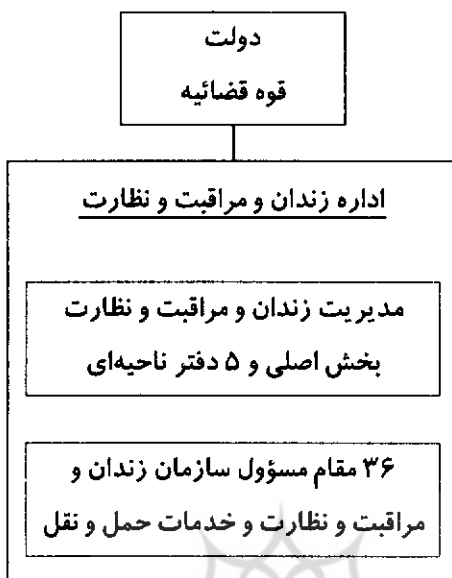 دولت
قوه قضائیه
اداره زندان و مراقبت و نظارت
مدیریت زندان و مراقبت و نظارت
بخش اصلی و ۵ دفتر ناحیه‌ای
۳۶ مقام مسؤول سازمان زندان و
مراقبت و نظارت و خدمات حمل و نقل